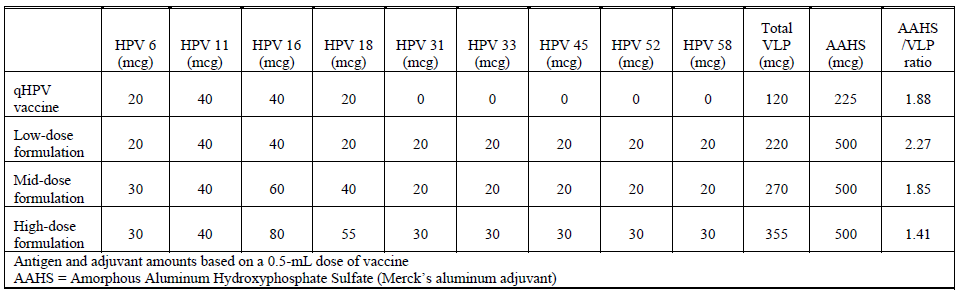 HPV 6 (mcg) HPV 11 (mcg) HPV 16 (mcg) HPV 18 (mcg) HPV 31 (mcg) HPV 33 (mcg) HPV 45 (mcg) HPV 52 (mcg) HPV 58 (mcg) Total VLP (mcg) AAHS (mcg) AAHS /VLP ratio
qHPV vaccine 20 40 40 20 0 0 0 0 0 120 225 1.88
Low-dose formulation 20 40 40 20 20 20 20 20 20 220 500 2.27
Mid-dose formulation 30 40 60 40 20 20 20 20 20 270 500 1.85
High-dose formulation 30 40 80 55 30 30 30 30 30 355 500 1.41
Antigen and adjuvant amounts based on a 0.5-mL dose of vaccine
AAHS = Amorphous Aluminum Hydroxyphosphate Sulfate (Merck's aluminum adjuvant)